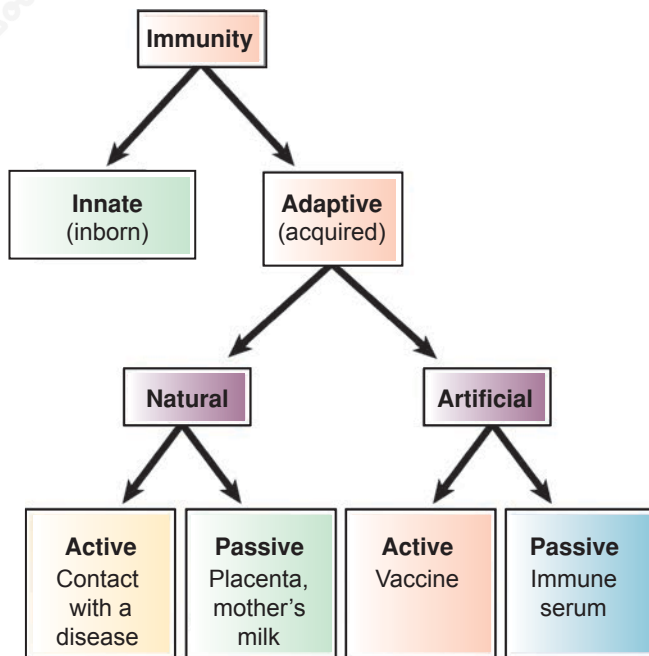 Immunity
Innate
(inborn)
Adaptive
(acquired)
Natural
Artificial
Active
Contact
with a
disease
Passive
Placenta,
mother's
milk
Active
Vaccine
Passive
Immune
serum